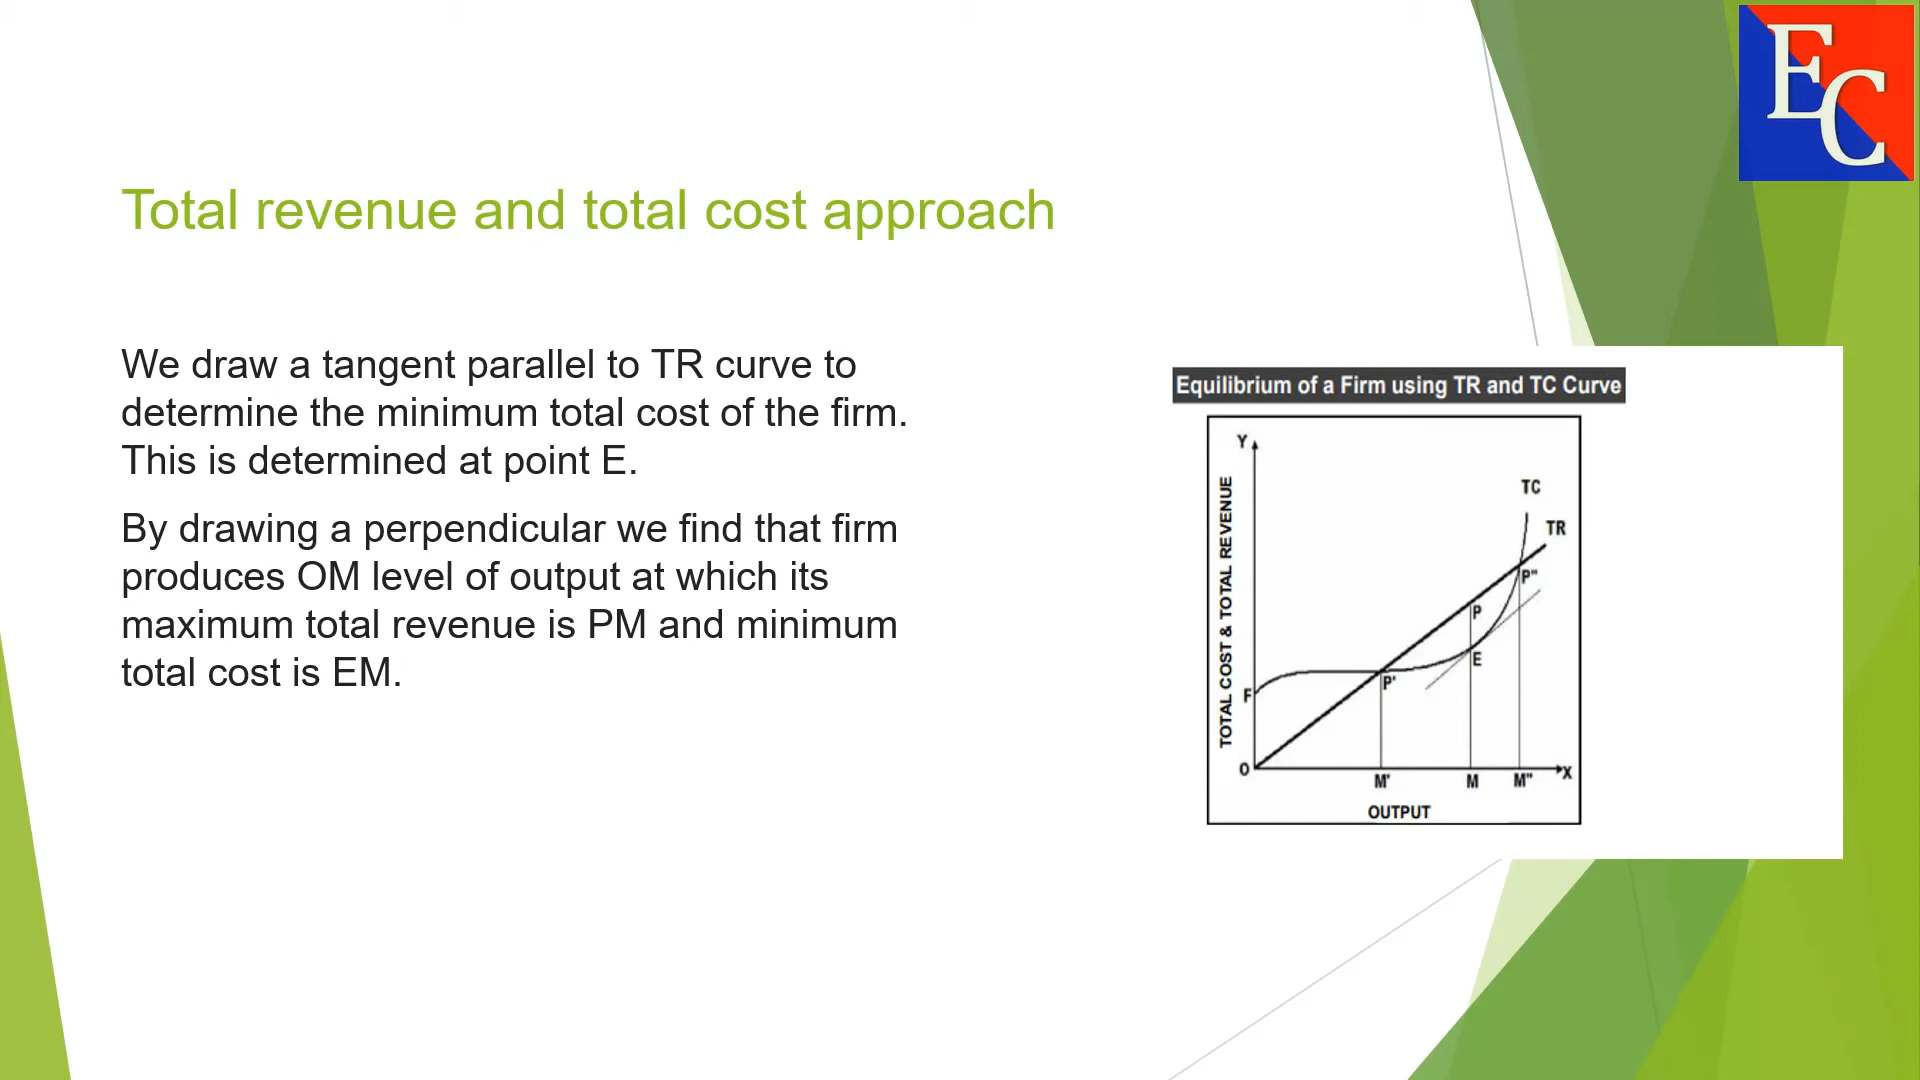 EC
Total revenue and total cost approach
We draw a tangent parallel to TR curve to
determine the minimum total cost of the firm.
This is determined at point E.
By drawing a perpendicular we find that firm
produces OM level of output at which its
maximum total revenue is PM and minimum
total cost is EM.
Equilibrium of a Firm using TR and TC Curve
Y
TOTAL COST & TOTAL REVENUE
TC
TR
P"
P
E
P'
F
O
M'
M
M"
X
OUTPUT